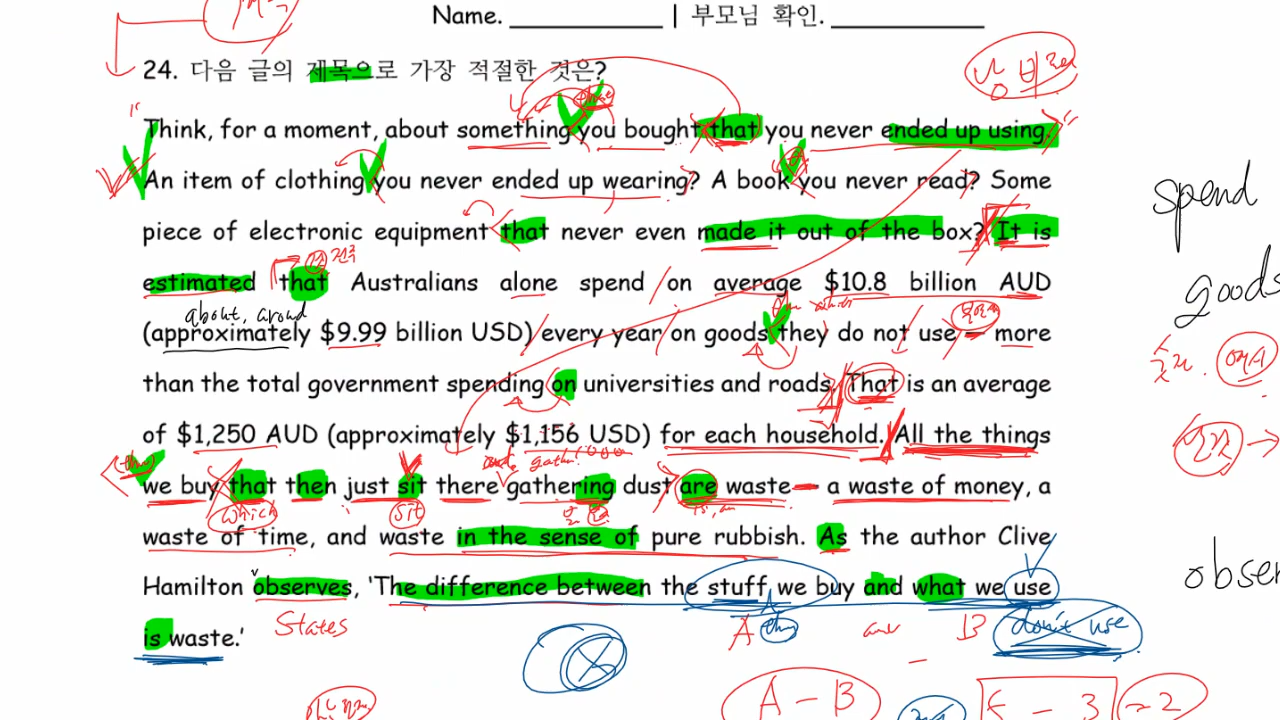 Name. ____________ | 부모님 확인. ____________
24. 다음 글의 제목으로 가장 적절한 것은?
Think, for a moment, about something you bought that you never ended up using.
An item of clothing you never ended up wearing? A book you never read? Some
piece of electronic equipment that never even made it out of the box? It is
estimated that Australians alone spend on average $10.8 billion AUD
about, around
(approximately $9.99 billion USD) every year on goods they do not use — more
than the total government spending on universities and roads. That is an average
of $1,250 AUD (approximately $1,156 USD) for each household. All the things
we buy that then just sit there gathering dust are waste — a waste of money, a
which
sit
waste of time, and waste in the sense of pure rubbish. As the author Clive
Hamilton observes, 'The difference between the stuff we buy and what we use
is waste.'
States
A
and
B
don't use
A - B
3
2
spend
goods